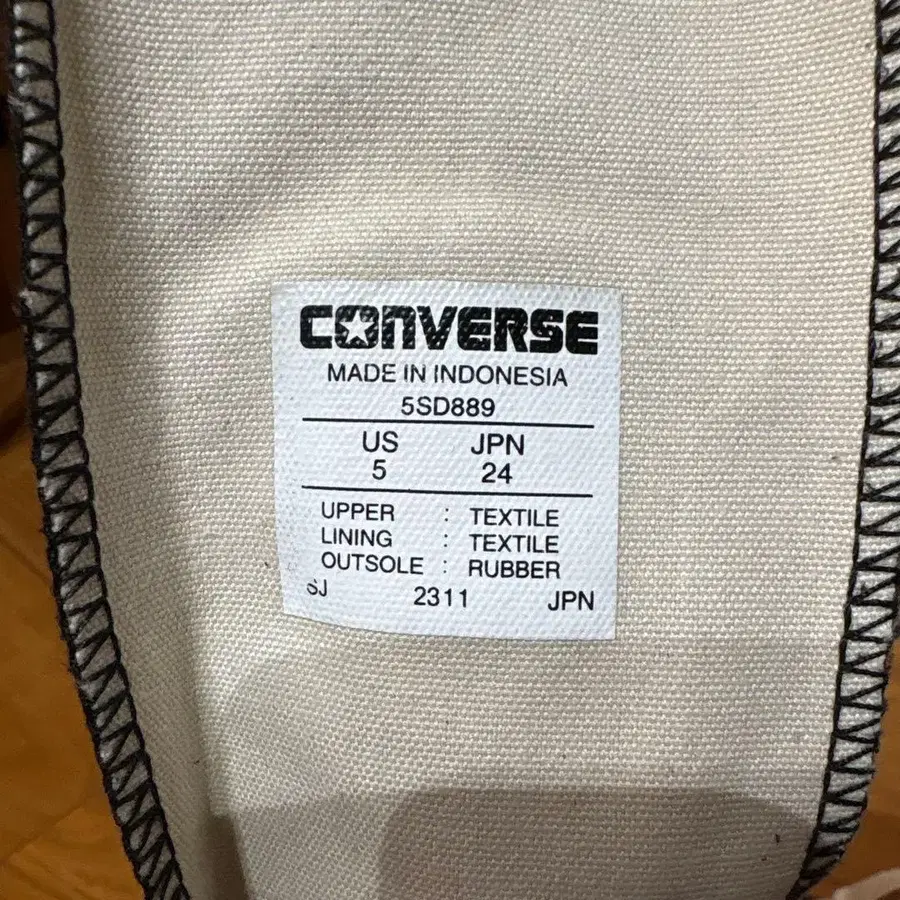 CONVERSE
MADE IN INDONESIA
5SD889
US JPN
5 24
UPPER : TEXTILE
LINING : TEXTILE
OUTSOLE : RUBBER
SJ 2311 JPN